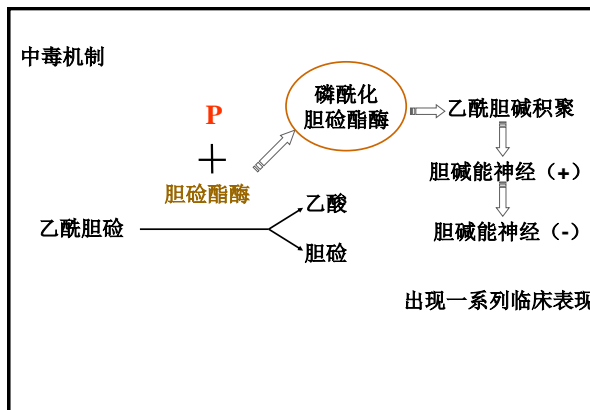 中毒机制
P
磷酰化
胆硷酯酶
乙酰胆碱积聚
胆硷酯酶
胆碱能神经（+）
乙酰胆硷
乙酸
胆硷
胆碱能神经（-）
出现一系列临床表现